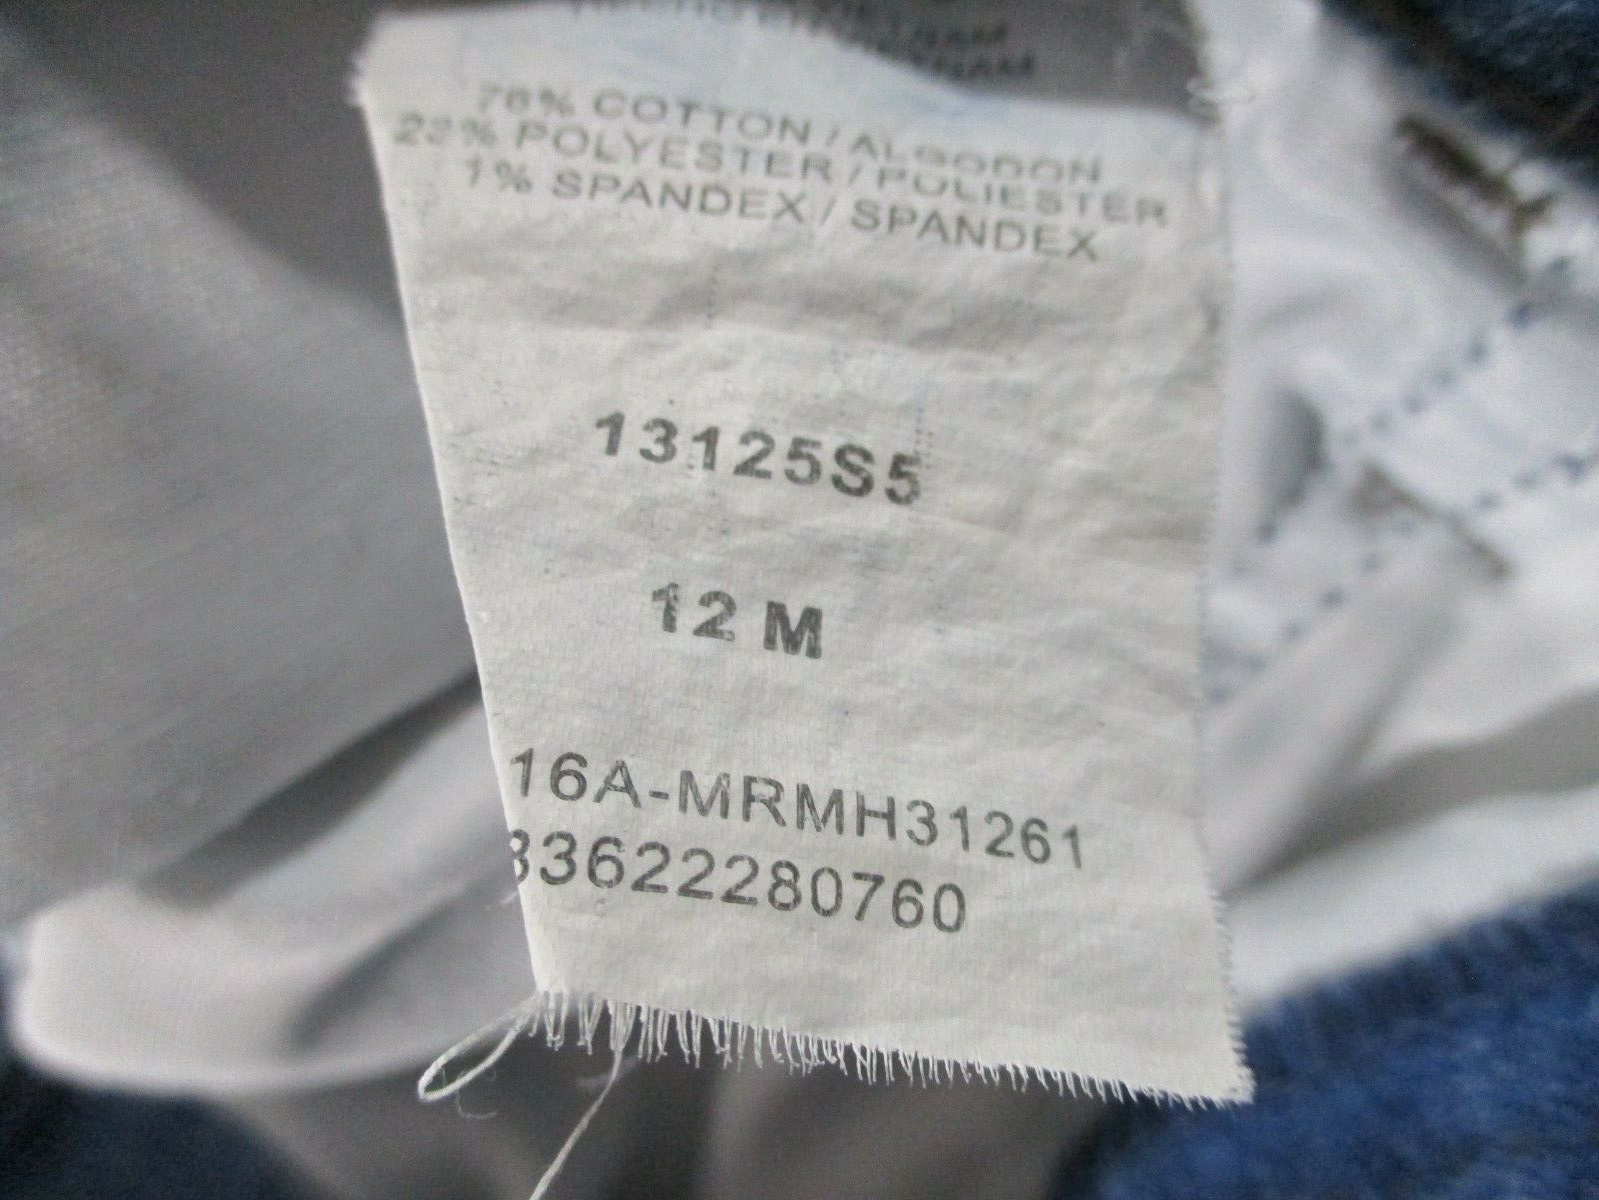 76% COTTON / ALGODON
23% POLYESTER / POLIESTER
1% SPANDEX / SPANDEX
13125S5
12 M
16A-MRMH31261
33622280760